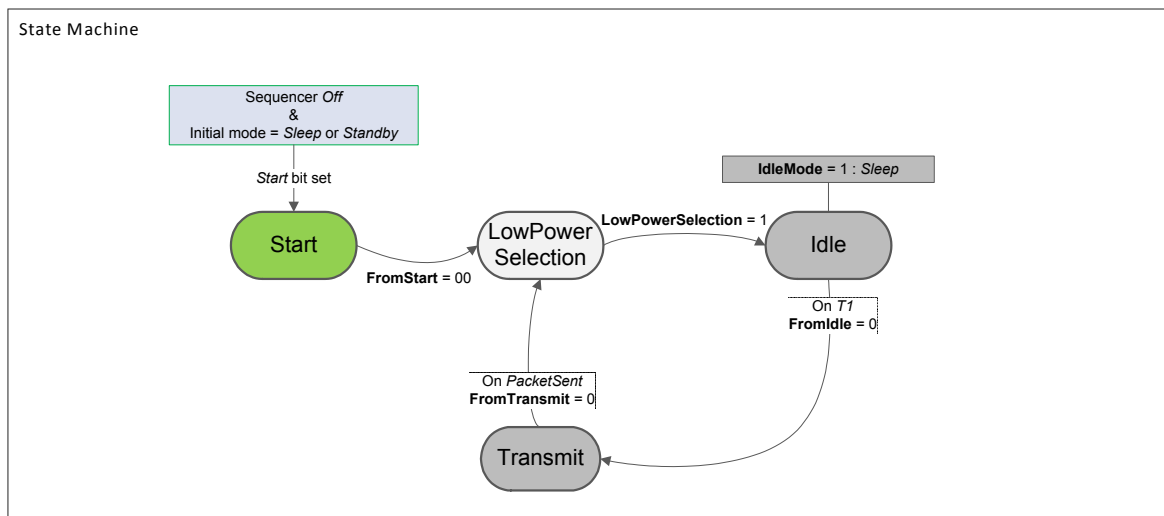 State Machine
Sequencer Off
&
Initial mode = Sleep or Standby
Start bit set
IdleMode = 1 : Sleep
Start
FromStart = 00
LowPower
Selection
LowPowerSelection = 1
Idle
On T1
FromIdle = 0
On PacketSent
FromTransmit = 0
Transmit